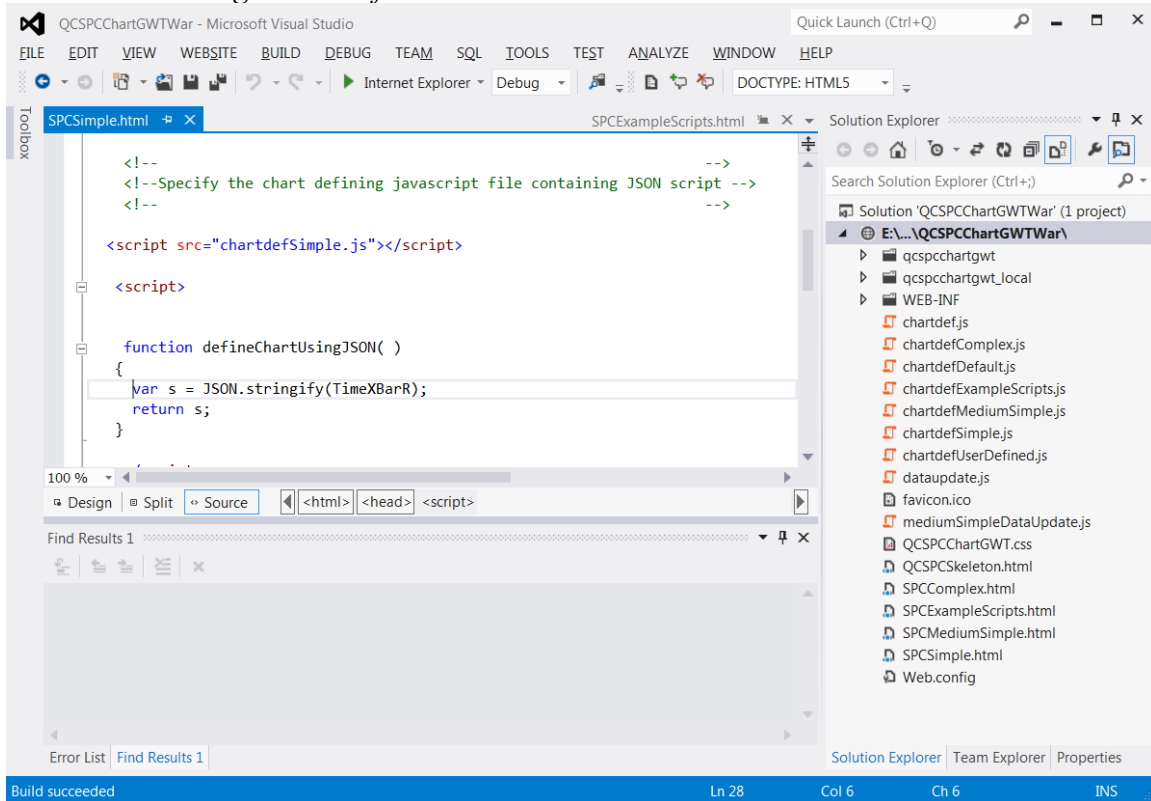 QCSPCChartGWTWar - Microsoft Visual Studio
Quick Launch (Ctrl+Q)
FILE EDIT VIEW WEBSITE BUILD DEBUG TEAM SQL TOOLS TEST ANALYZE WINDOW HELP
Internet Explorer Debug DOCTYPE: HTML5
Toolbox
SPCSimple.html
SPCExampleScripts.html
<!-- -->
<!--Specify the chart defining javascript file containing JSON script -->
<!-- -->
<script src="chartdefSimple.js"></script>
<script>
function defineChartUsingJSON( )
{
var s = JSON.stringify(TimeXBarR);
return s;
}
100 %
Design Split Source <html> <head> <script>
Find Results 1
Error List Find Results 1
Solution Explorer
Search Solution Explorer (Ctrl+;)
Solution 'QCSPCChartGWTWar' (1 project)
E:\...\QCSPCChartGWTWar\
qcspcchartgwt
qcspcchartgwt_local
WEB-INF
chartdef.js
chartdefComplex.js
chartdefDefault.js
chartdefExampleScripts.js
chartdefMediumSimple.js
chartdefSimple.js
chartdefUserDefined.js
dataupdate.js
favicon.ico
mediumSimpleDataUpdate.js
QCSPCChartGWT.css
QCSPCSkeleton.html
SPCComplex.html
SPCExampleScripts.html
SPCMediumSimple.html
SPCSimple.html
Web.config
Solution Explorer Team Explorer Properties
Build succeeded Ln 28 Col 6 Ch 6 INS